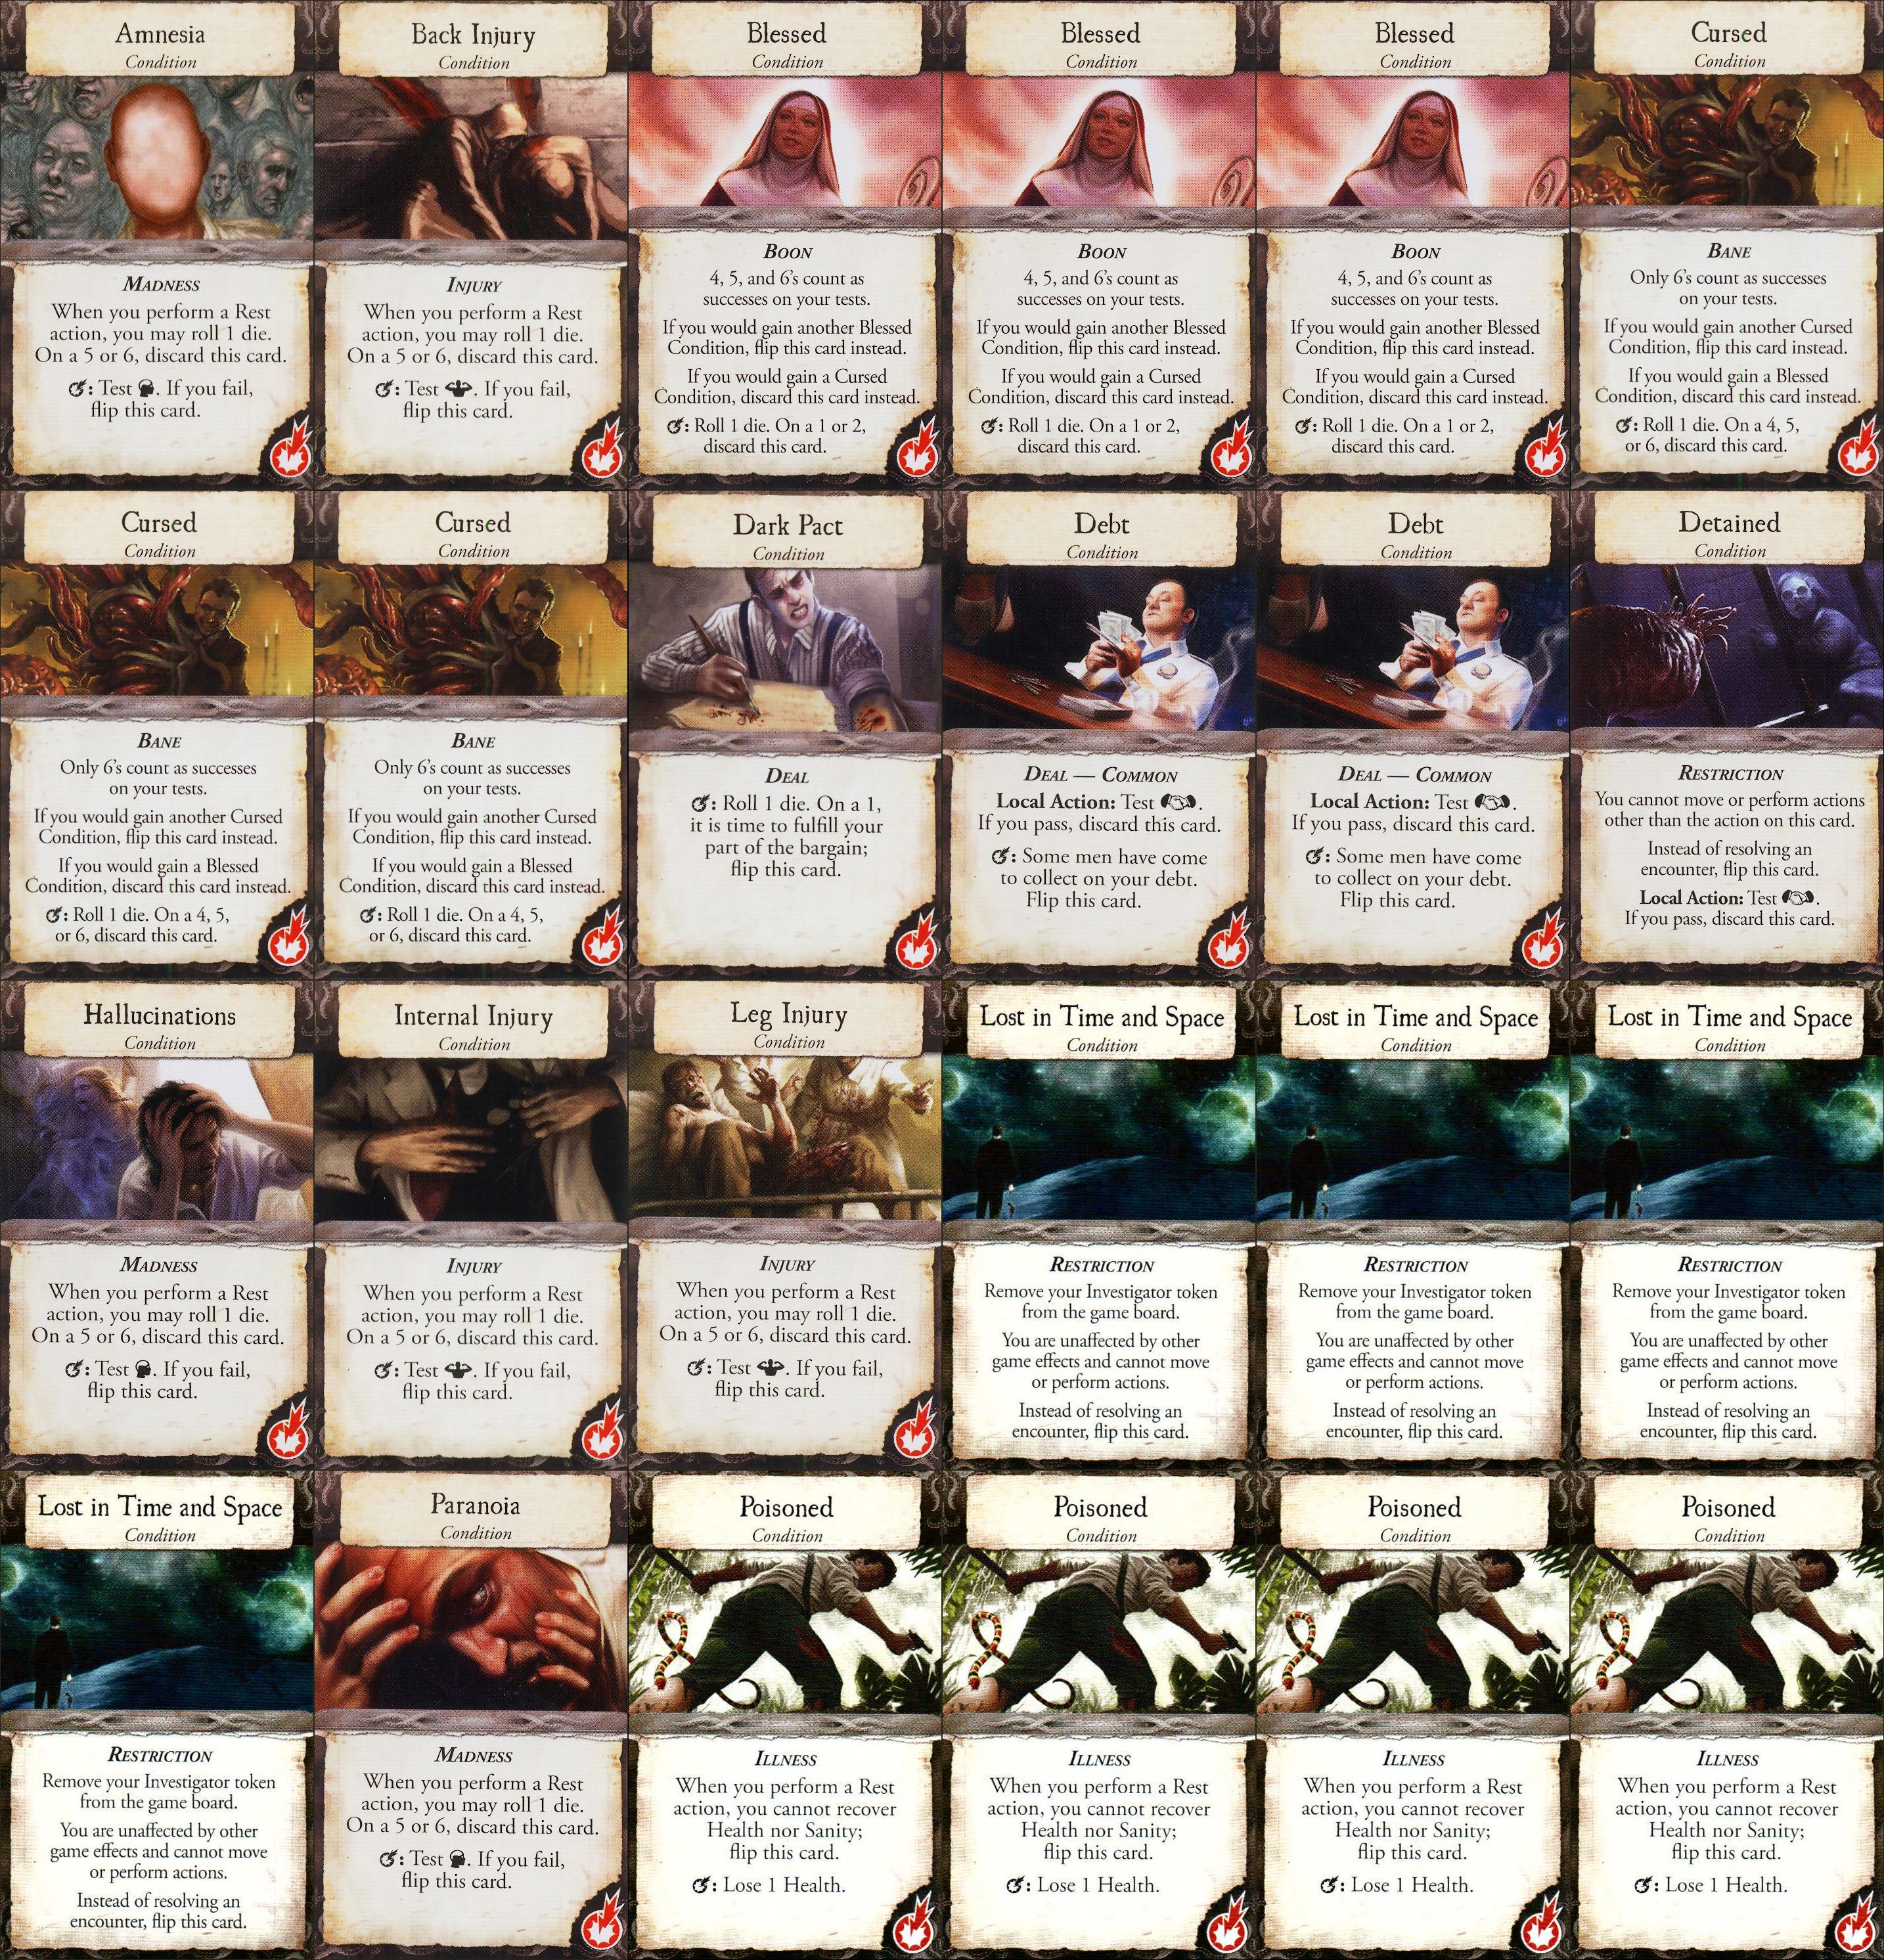 Amnesia
Condition
MADNESS
When you perform a Rest
action, you may roll 1 die.
On a 5 or 6, discard this card.
: Test . If you fail,
flip this card.
Back Injury
Condition
INJURY
When you perform a Rest
action, you may roll 1 die.
On a 5 or 6, discard this card.
: Test . If you fail,
flip this card.
Blessed
Condition
BOON
4, 5, and 6's count as
successes on your tests.
If you would gain another Blessed
Condition, flip this card instead.
If you would gain a Cursed
Condition, discard this card instead.
: Roll 1 die. On a 1 or 2,
discard this card.
Blessed
Condition
BOON
4, 5, and 6's count as
successes on your tests.
If you would gain another Blessed
Condition, flip this card instead.
If you would gain a Cursed
Condition, discard this card instead.
: Roll 1 die. On a 1 or 2,
discard this card.
Blessed
Condition
BOON
4, 5, and 6's count as
successes on your tests.
If you would gain another Blessed
Condition, flip this card instead.
If you would gain a Cursed
Condition, discard this card instead.
: Roll 1 die. On a 1 or 2,
discard this card.
Cursed
Condition
BANE
Only 6's count as successes
on your tests.
If you would gain another Cursed
Condition, flip this card instead.
If you would gain a Blessed
Condition, discard this card instead.
: Roll 1 die. On a 4, 5,
or 6, discard this card.
Cursed
Condition
BANE
Only 6's count as successes
on your tests.
If you would gain another Cursed
Condition, flip this card instead.
If you would gain a Blessed
Condition, discard this card instead.
: Roll 1 die. On a 4, 5,
or 6, discard this card.
Cursed
Condition
BANE
Only 6's count as successes
on your tests.
If you would gain another Cursed
Condition, flip this card instead.
If you would gain a Blessed
Condition, discard this card instead.
: Roll 1 die. On a 4, 5,
or 6, discard this card.
Dark Pact
Condition
DEAL
: Roll 1 die. On a 1,
it is time to fulfill your
part of the bargain;
flip this card.
Debt
Condition
DEAL — COMMON
Local Action: Test .
If you pass, discard this card.
: Some men have come
to collect on your debt.
Flip this card.
Debt
Condition
DEAL — COMMON
Local Action: Test .
If you pass, discard this card.
: Some men have come
to collect on your debt.
Flip this card.
Detained
Condition
RESTRICTION
You cannot move or perform actions
other than the action on this card.
Instead of resolving an
encounter, flip this card.
Local Action: Test .
If you pass, discard this card.
Hallucinations
Condition
MADNESS
When you perform a Rest
action, you may roll 1 die.
On a 5 or 6, discard this card.
: Test . If you fail,
flip this card.
Internal Injury
Condition
INJURY
When you perform a Rest
action, you may roll 1 die.
On a 5 or 6, discard this card.
: Test . If you fail,
flip this card.
Leg Injury
Condition
INJURY
When you perform a Rest
action, you may roll 1 die.
On a 5 or 6, discard this card.
: Test . If you fail,
flip this card.
Lost in Time and Space
Condition
RESTRICTION
Remove your Investigator token
from the game board.
You are unaffected by other
game effects and cannot move
or perform actions.
Instead of resolving an
encounter, flip this card.
Lost in Time and Space
Condition
RESTRICTION
Remove your Investigator token
from the game board.
You are unaffected by other
game effects and cannot move
or perform actions.
Instead of resolving an
encounter, flip this card.
Lost in Time and Space
Condition
RESTRICTION
Remove your Investigator token
from the game board.
You are unaffected by other
game effects and cannot move
or perform actions.
Instead of resolving an
encounter, flip this card.
Lost in Time and Space
Condition
RESTRICTION
Remove your Investigator token
from the game board.
You are unaffected by other
game effects and cannot move
or perform actions.
Instead of resolving an
encounter, flip this card.
Paranoia
Condition
MADNESS
When you perform a Rest
action, you may roll 1 die.
On a 5 or 6, discard this card.
: Test . If you fail,
flip this card.
Poisoned
Condition
ILLNESS
When you perform a Rest
action, you cannot recover
Health nor Sanity;
flip this card.
: Lose 1 Health.
Poisoned
Condition
ILLNESS
When you perform a Rest
action, you cannot recover
Health nor Sanity;
flip this card.
: Lose 1 Health.
Poisoned
Condition
ILLNESS
When you perform a Rest
action, you cannot recover
Health nor Sanity;
flip this card.
: Lose 1 Health.
Poisoned
Condition
ILLNESS
When you perform a Rest
action, you cannot recover
Health nor Sanity;
flip this card.
: Lose 1 Health.